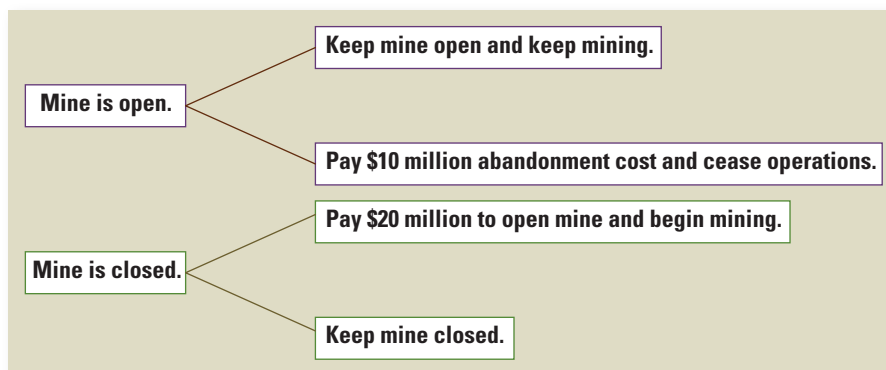 Keep mine open and keep mining.
Mine is open.
Pay $10 million abandonment cost and cease operations.
Pay $20 million to open mine and begin mining.
Mine is closed.
Keep mine closed.